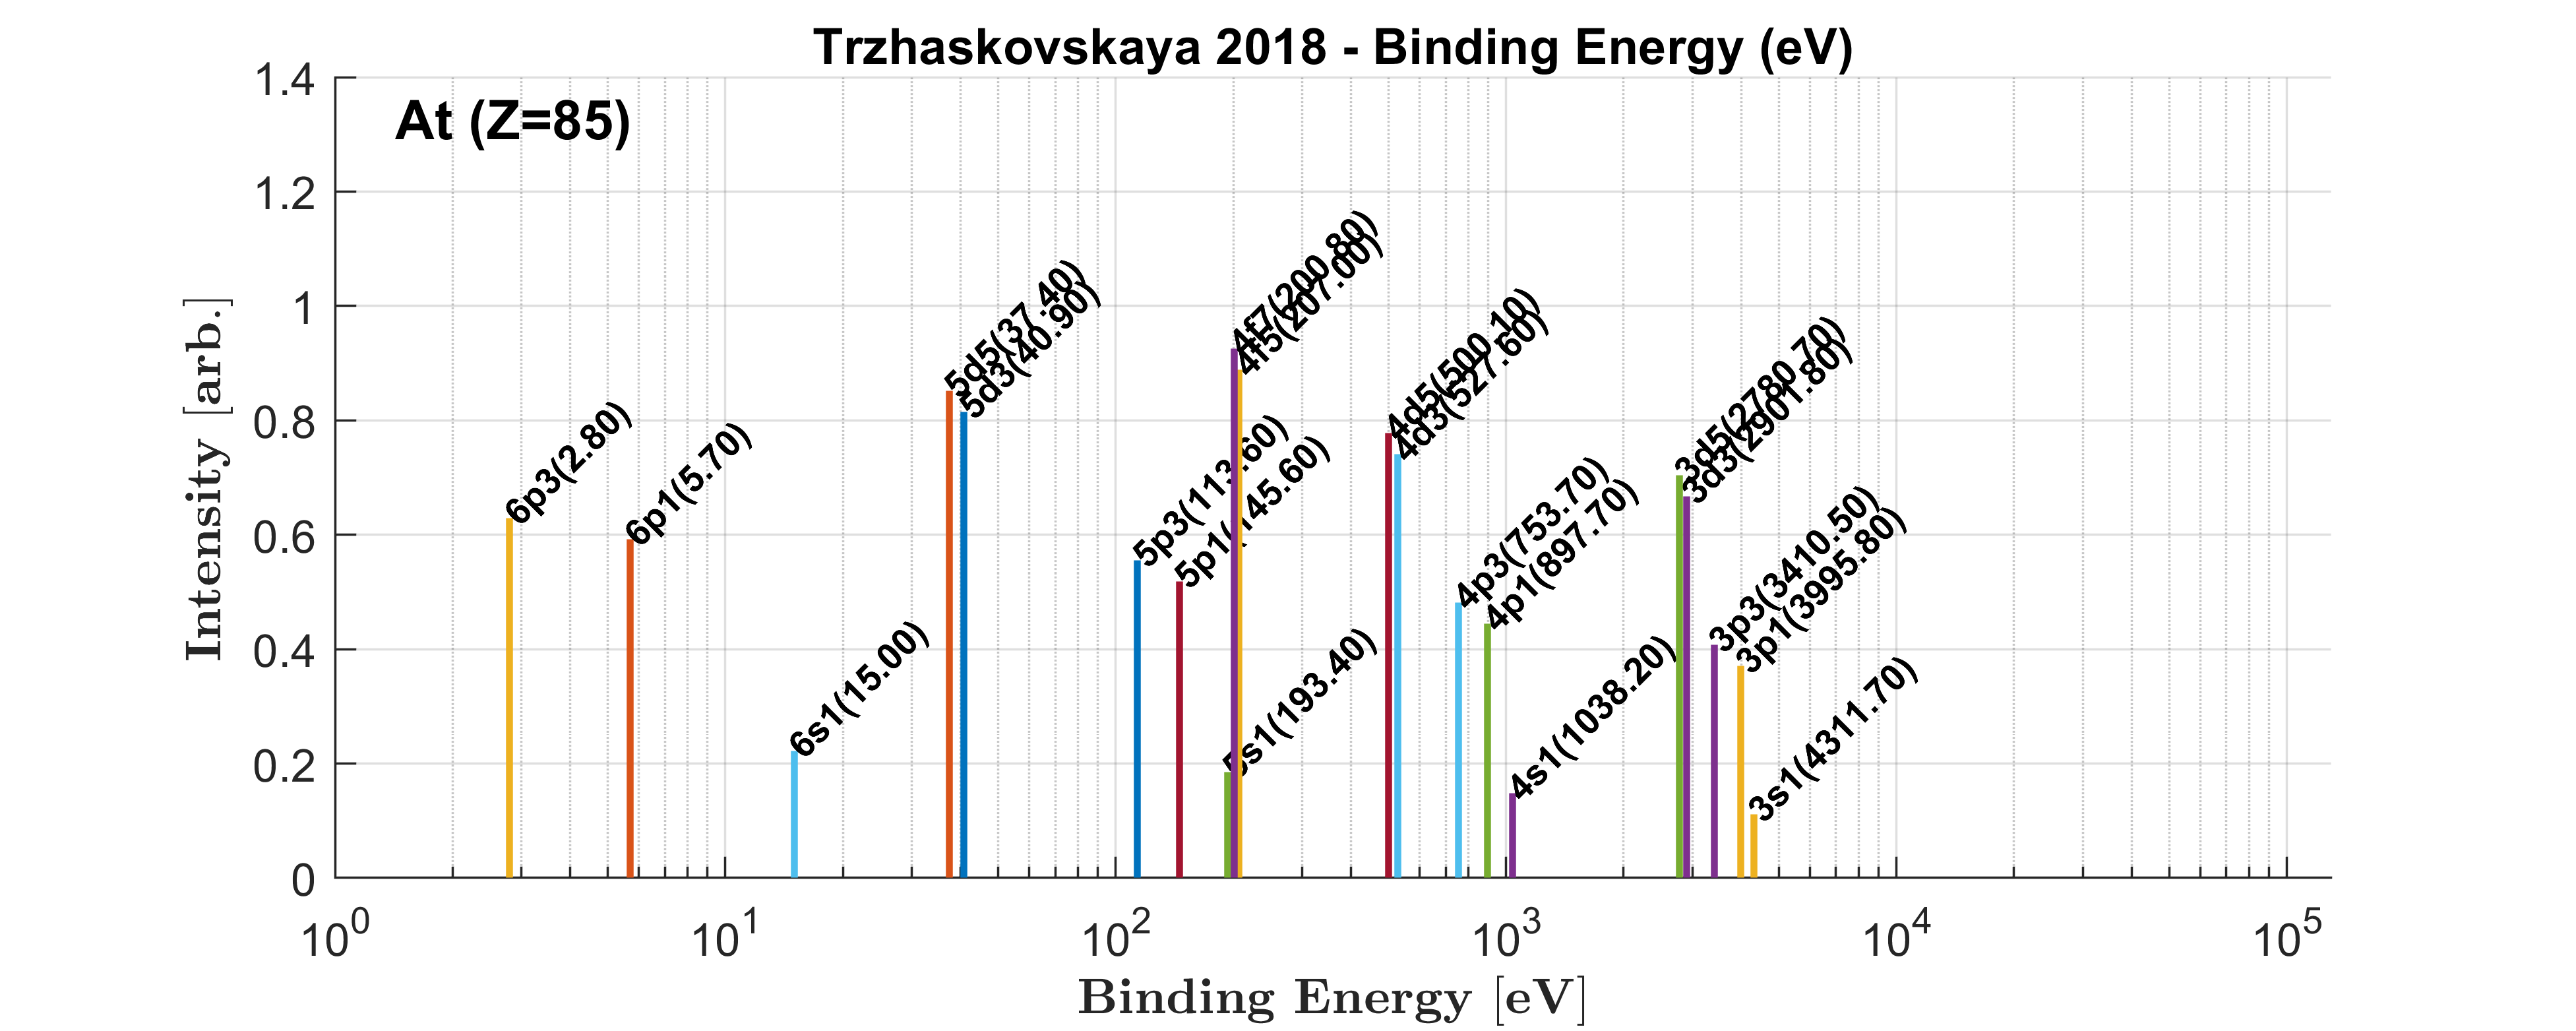 Trzhaskovskaya 2018 - Binding Energy (eV)
At (Z=85)
Intensity [arb.]
1.4
1.2
1
0.8
0.6
0.4
0.2
0
6p3(2.80)
6p1(5.70)
6s1(15.00)
5d5(37.40)
5d3(40.90)
5p3(113.60)
5p1(145.60)
5s1(193.40)
4f7(200.80)
4f5(207.00)
4d5(500.10)
4d3(527.60)
4p3(753.70)
4p1(897.70)
4s1(1038.20)
3d5(2780.70)
3d3(2901.80)
3p3(3410.50)
3p1(3995.80)
3s1(4311.70)
10^0 10^1 10^2 10^3 10^4 10^5
Binding Energy [eV]